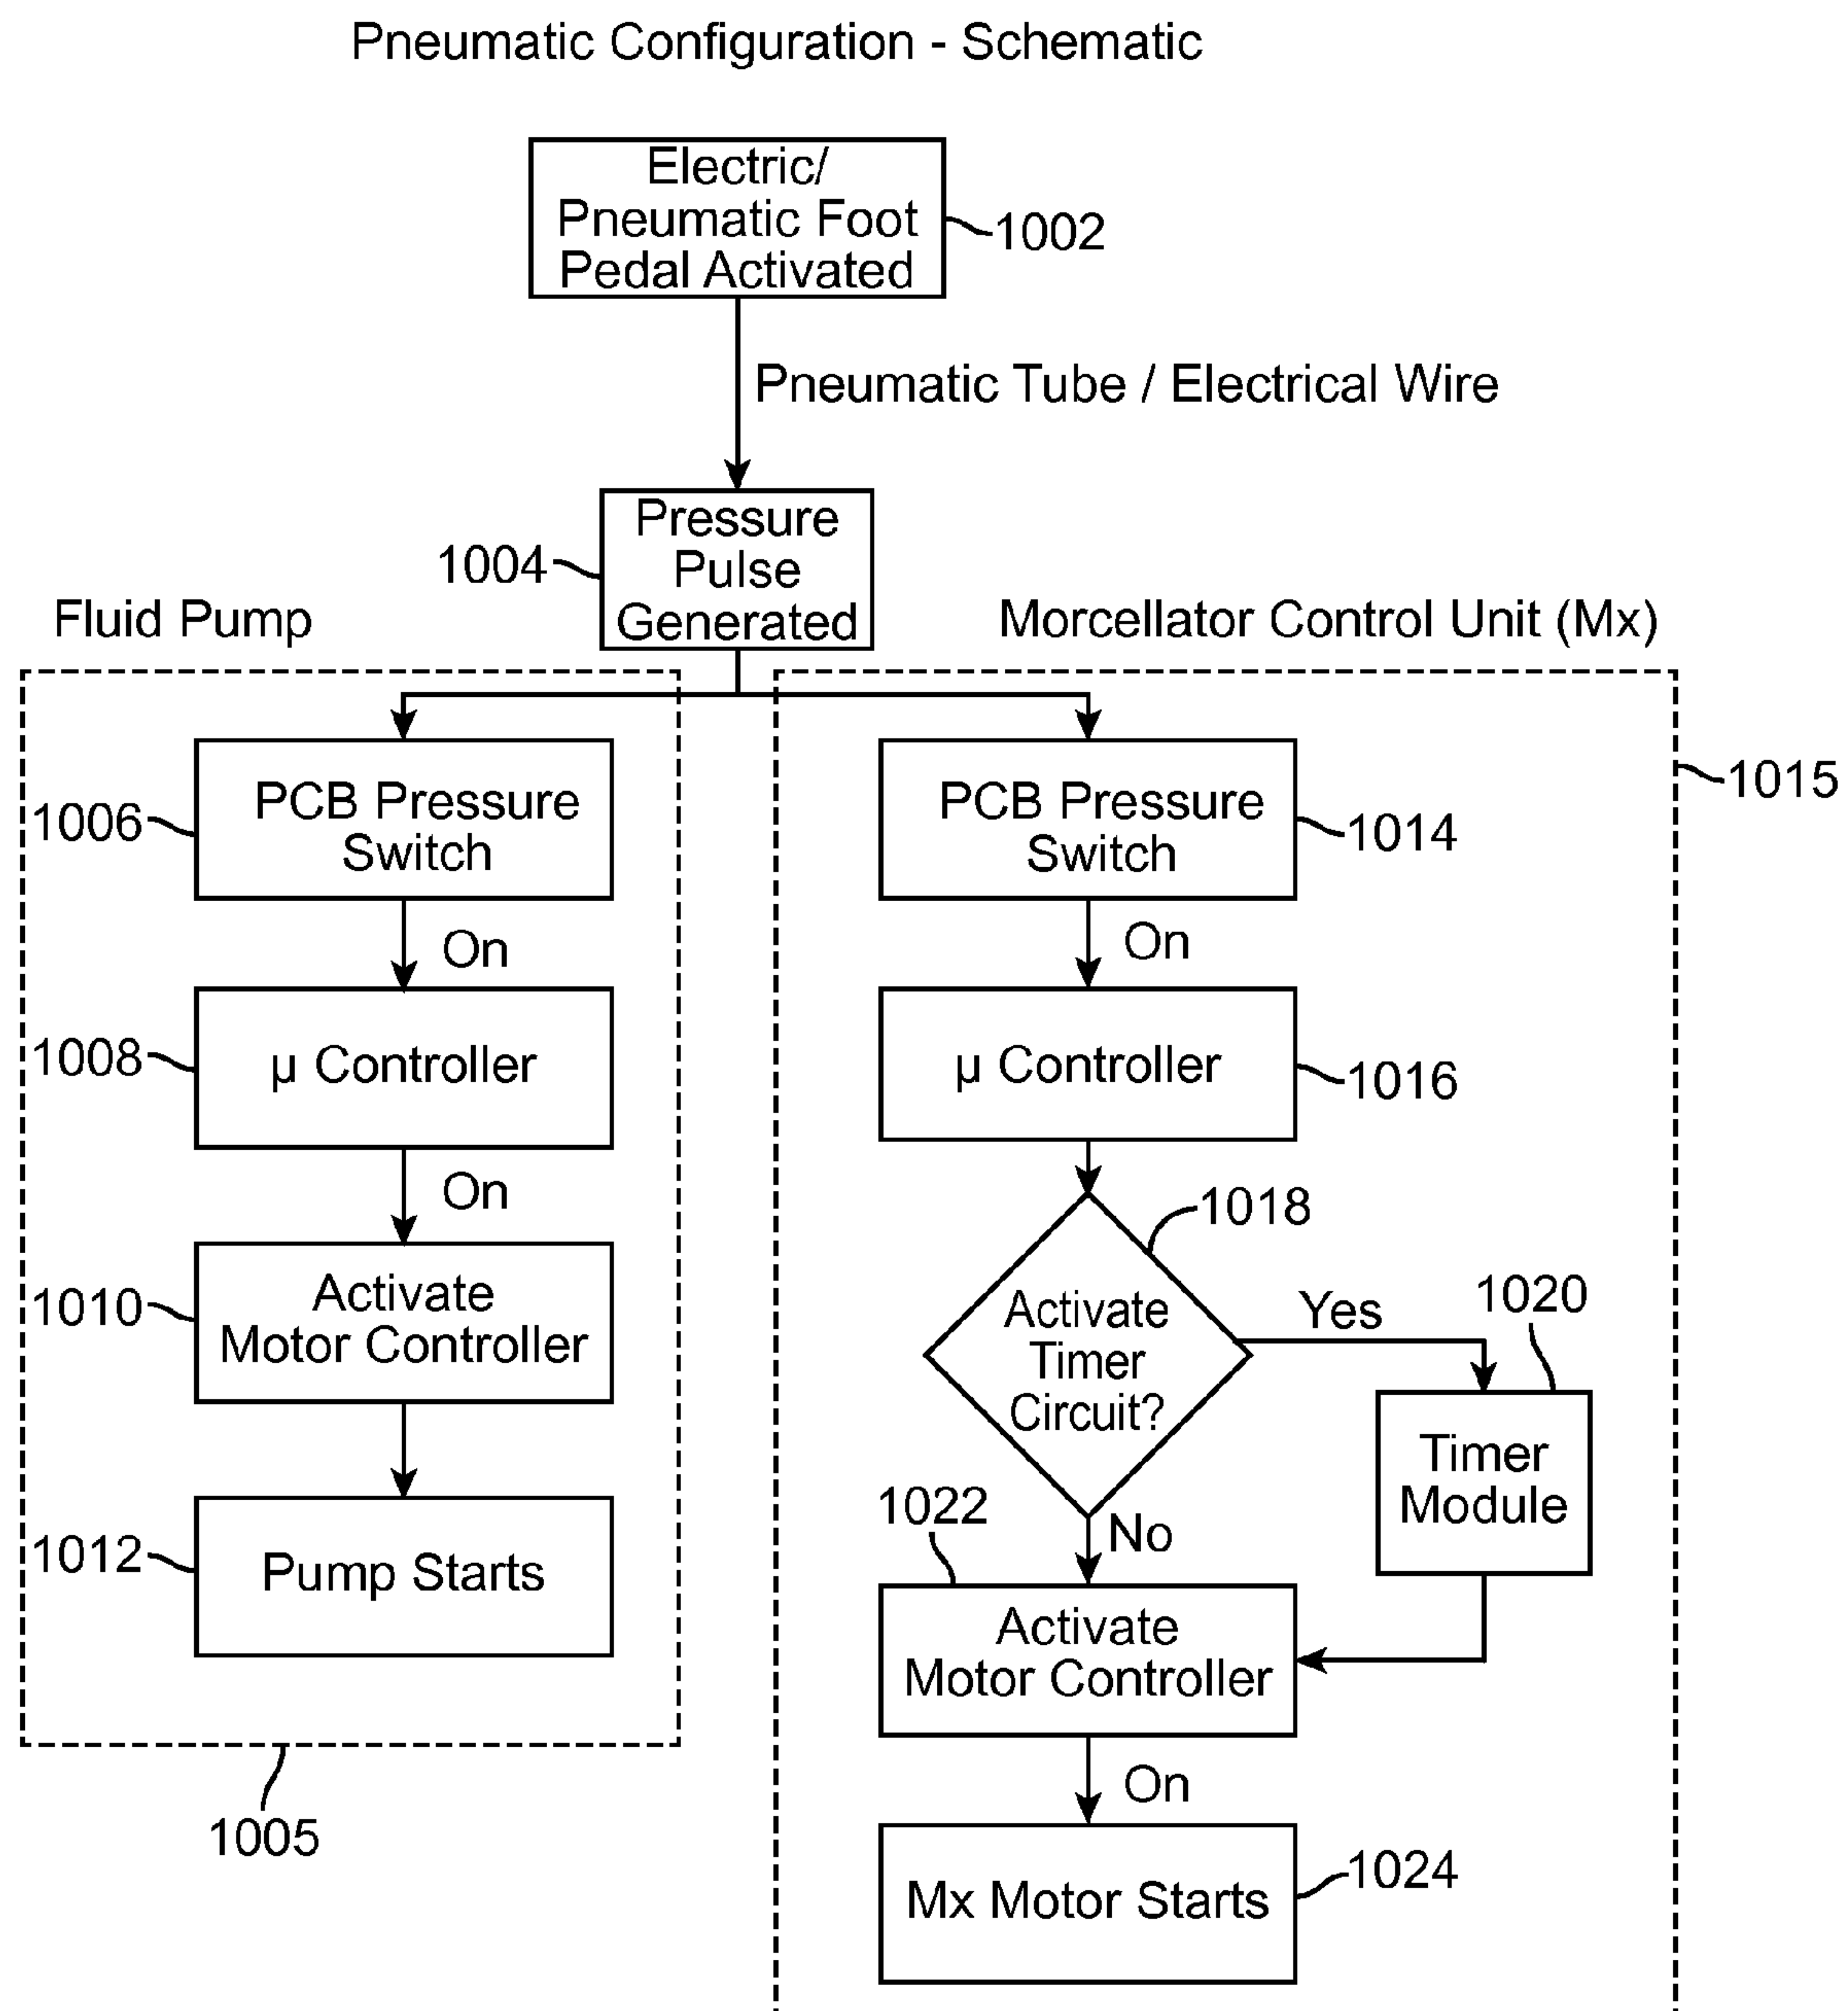 Pneumatic Configuration - Schematic
Electric/
Pneumatic Foot
Pedal Activated
1002
Pneumatic Tube / Electrical Wire
Pressure
Pulse
Generated
1004
Fluid Pump
Morcellator Control Unit (Mx)
1015
PCB Pressure
Switch
1006
On
µ Controller
1008
On
Activate
Motor Controller
1010
Pump Starts
1012
1005
PCB Pressure
Switch
1014
On
µ Controller
1016
1018
Activate
Timer
Circuit?
Yes
1020
Timer
Module
No
1022
Activate
Motor Controller
On
Mx Motor Starts
1024